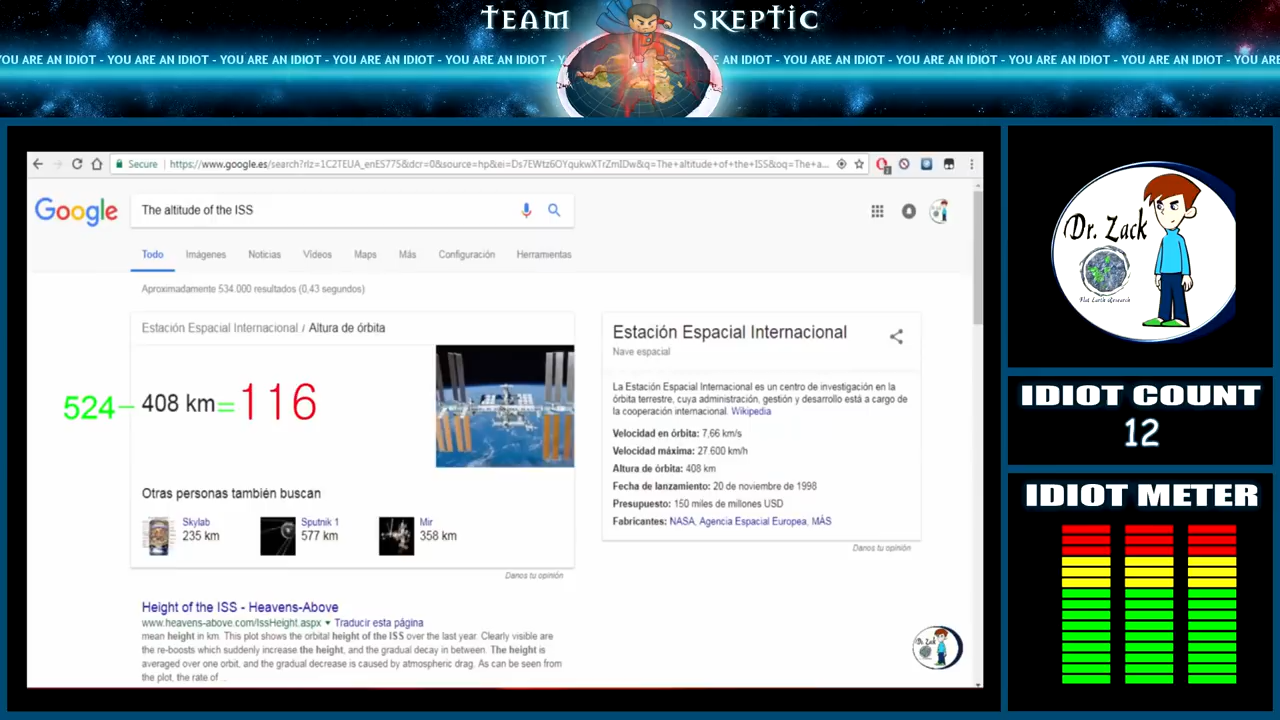 TEAM SKEPTIC
YOU ARE AN IDIOT - YOU ARE AN IDIOT - YOU ARE AN IDIOT - YOU ARE AN IDIOT - YOU ARE AN IDIOT - AN IDIOT - YOU ARE AN IDIOT - YOU ARE AN IDIOT - YOU ARE AN IDIOT - YOU ARE AN IDIOT - YOU ARE
Secure https://www.google.es/search?rlz=1C2TEUA_enES775&dcr=0&source=hp&ei=Ds7EWtz6OYqukwXTrZmIDw&q=The+altitude+of+the+ISS&oq=The+a...
Google The altitude of the ISS
Todo Imágenes Noticias Vídeos Maps Más Configuración Herramientas
Aproximadamente 534.000 resultados (0,43 segundos)
Estación Espacial Internacional / Altura de órbita
524- 408 km =116
Otras personas también buscan
Skylab
235 km
Sputnik 1
577 km
Mir
358 km
Danos tu opinión
Height of the ISS - Heavens-Above
www.heavens-above.com/IssHeight.aspx Traducir esta página
mean height in km. This plot shows the orbital height of the ISS over the last year. Clearly visible are
the re-boosts which suddenly increase the height, and the gradual decay in between. The height is
averaged over one orbit, and the gradual decrease is caused by atmospheric drag. As can be seen from
the plot, the rate of ...
Estación Espacial Internacional
Nave espacial
La Estación Espacial Internacional es un centro de investigación en la
órbita terrestre, cuya administración, gestión y desarrollo está a cargo de
la cooperación internacional. Wikipedia
Velocidad en órbita: 7,66 km/s
Velocidad máxima: 27.600 km/h
Altura de órbita: 408 km
Fecha de lanzamiento: 20 de noviembre de 1998
Presupuesto: 150 miles de millones USD
Fabricantes: NASA, Agencia Espacial Europea, MÁS
Danos tu opinión
Dr. Zack
Flat Earth Research
IDIOT COUNT
12
IDIOT METER